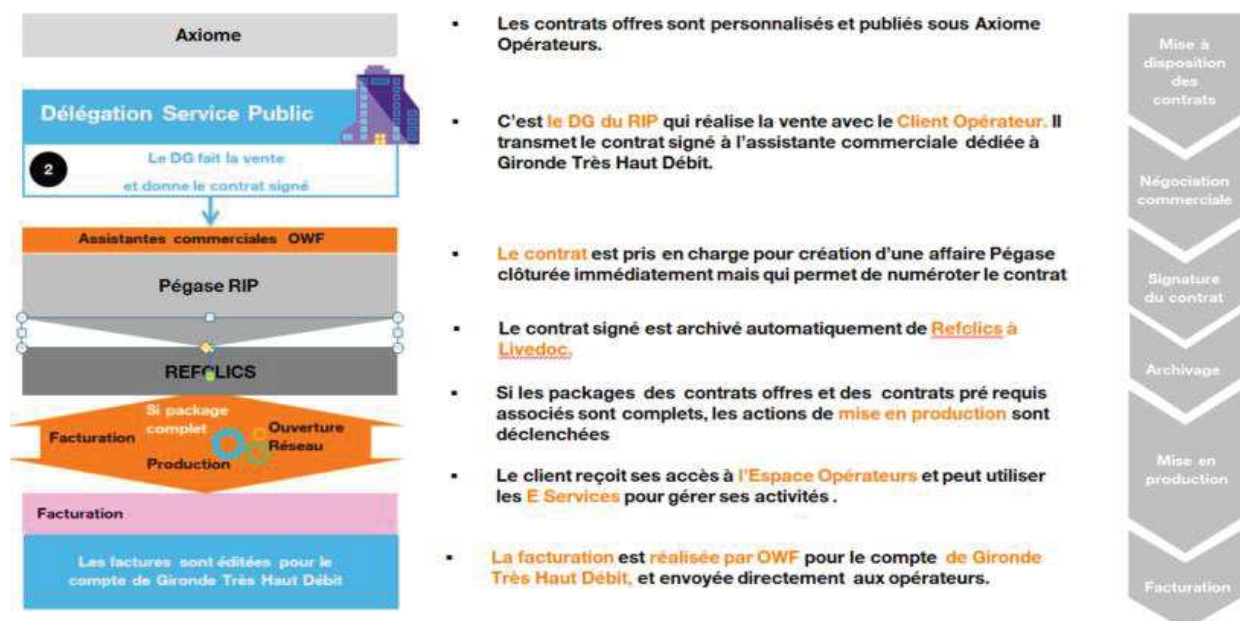 Axiome
Délégation Service Public
2
Le DG fait la vente
et donne le contrat signé
Assistantes commerciales OWF
Pégase RIP
REFCLICS
Si package
complet
Facturation
Ouverture
Réseau
Production
Facturation
Les factures sont éditées pour le
compte de Gironde Très Haut Débit
▪ Les contrats offres sont personnalisés et publiés sous Axiome
Opérateurs.
▪ C'est le DG du RIP qui réalise la vente avec le Client Opérateur. Il
transmet le contrat signé à l'assistante commerciale dédiée à
Gironde Très Haut Débit.
▪ Le contrat est pris en charge pour création d'une affaire Pégase
clôturée immédiatement mais qui permet de numéroter le contrat
▪ Le contrat signé est archivé automatiquement de Refclics à
Livedoc.
▪ Si les packages des contrats offres et des contrats pré requis
associés sont complets, les actions de mise en production sont
déclenchées
▪ Le client reçoit ses accès à l'Espace Opérateurs et peut utiliser
les E Services pour gérer ses activités .
▪ La facturation est réalisée par OWF pour le compte de Gironde
Très Haut Débit, et envoyée directement aux opérateurs.
Mise à
disposition
des
contrats
Négociation
commerciale
Signature
du contrat
Archivage
Mise en
production
Facturation